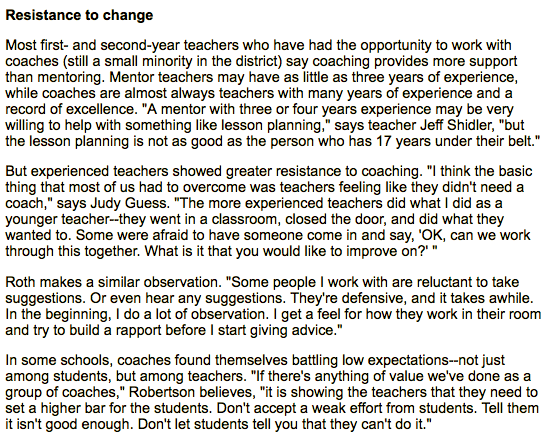 Resistance to change
Most first- and second-year teachers who have had the opportunity to work with
coaches (still a small minority in the district) say coaching provides more support
than mentoring. Mentor teachers may have as little as three years of experience,
while coaches are almost always teachers with many years of experience and a
record of excellence. "A mentor with three or four years experience may be very
willing to help with something like lesson planning," says teacher Jeff Shidler, "but
the lesson planning is not as good as the person who has 17 years under their belt."
But experienced teachers showed greater resistance to coaching. "I think the basic
thing that most of us had to overcome was teachers feeling like they didn't need a
coach," says Judy Guess. "The more experienced teachers did what I did as a
younger teacher--they went in a classroom, closed the door, and did what they
wanted to. Some were afraid to have someone come in and say, 'OK, can we work
through this together. What is it that you would like to improve on?' "
Roth makes a similar observation. "Some people I work with are reluctant to take
suggestions. Or even hear any suggestions. They're defensive, and it takes awhile.
In the beginning, I do a lot of observation. I get a feel for how they work in their room
and try to build a rapport before I start giving advice."
In some schools, coaches found themselves battling low expectations--not just
among students, but among teachers. "If there's anything of value we've done as a
group of coaches," Robertson believes, "it is showing the teachers that they need to
set a higher bar for the students. Don't accept a weak effort from students. Tell them
it isn't good enough. Don't let students tell you that they can't do it."